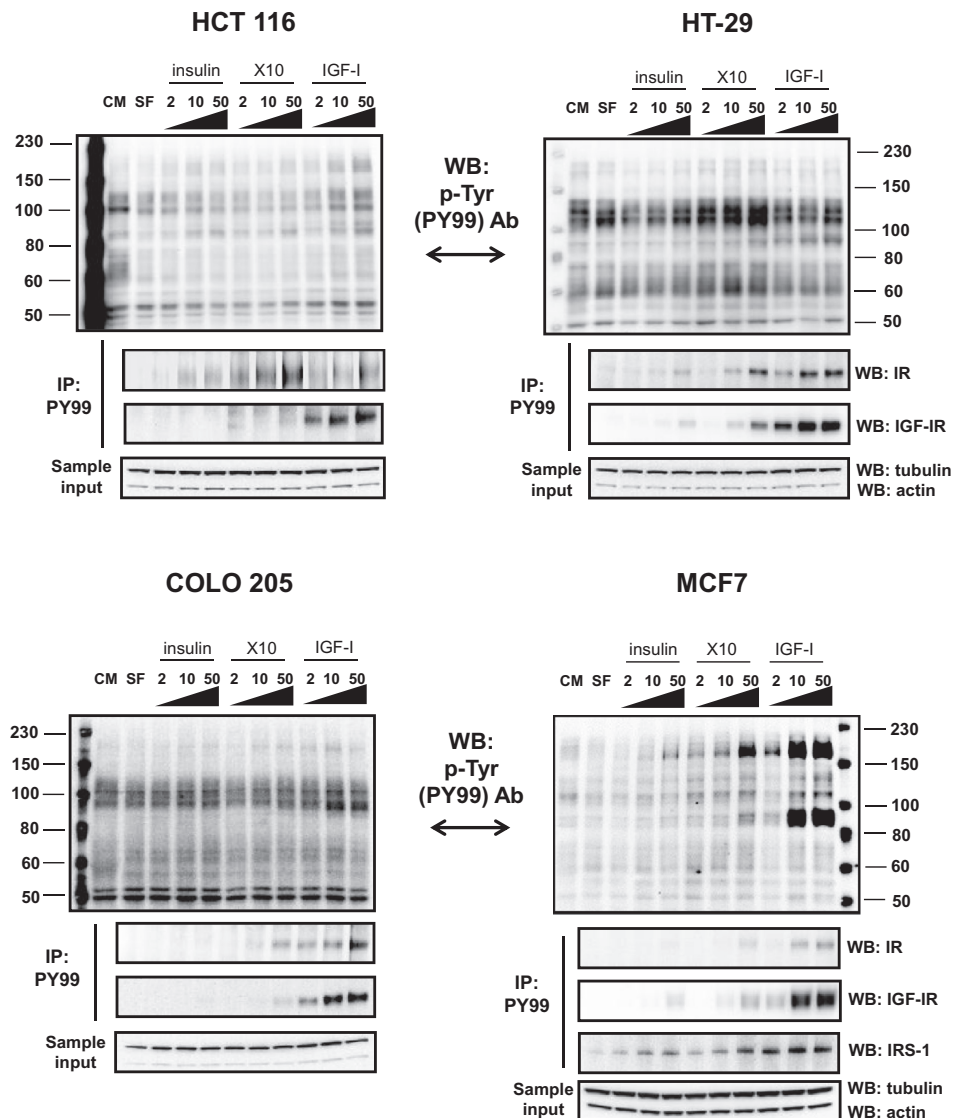 HCT 116
insulin X10 IGF-I
CM SF 2 10 50 2 10 50 2 10 50
230
150
100
80
60
50
IP:
PY99
Sample
input
WB:
p-Tyr
(PY99) Ab
HT-29
insulin X10 IGF-I
CM SF 2 10 50 2 10 50 2 10 50
230
150
100
80
60
50
IP:
PY99
WB: IR
WB: IGF-IR
Sample
input
WB: tubulin
WB: actin
COLO 205
insulin X10 IGF-I
CM SF 2 10 50 2 10 50 2 10 50
230
150
100
80
60
50
IP:
PY99
Sample
input
WB:
p-Tyr
(PY99) Ab
MCF7
insulin X10 IGF-I
CM SF 2 10 50 2 10 50 2 10 50
230
150
100
80
60
50
IP:
PY99
WB: IR
WB: IGF-IR
WB: IRS-1
Sample
input
WB: tubulin
WB: actin